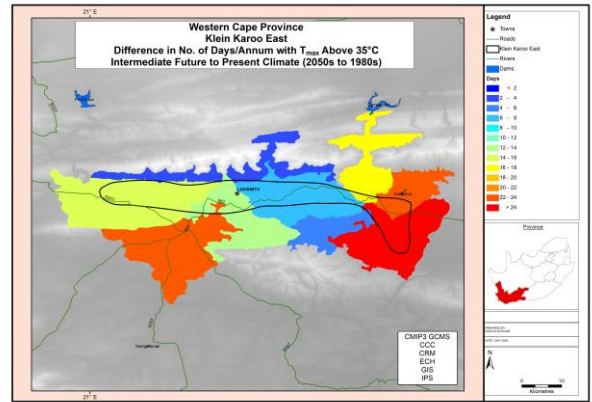 21° E
Western Cape Province
Klein Karoo East
Difference in No. of Days/Annum with Tmax Above 35°C
Intermediate Future to Present Climate (2050s to 1980s)
LADISMITH
CMIP3 GCMS
CCC
CRM
ECH
GIS
IPS
21° E
Legend
Towns
Roads
Klein Karoo East
Rivers
Dams
Days
< 2
2 - 4
4 - 6
6 - 8
8 - 10
10 - 12
12 - 14
14 - 16
16 - 18
18 - 20
20 - 22
22 - 24
> 24
Province
N
0 10
Kilometres